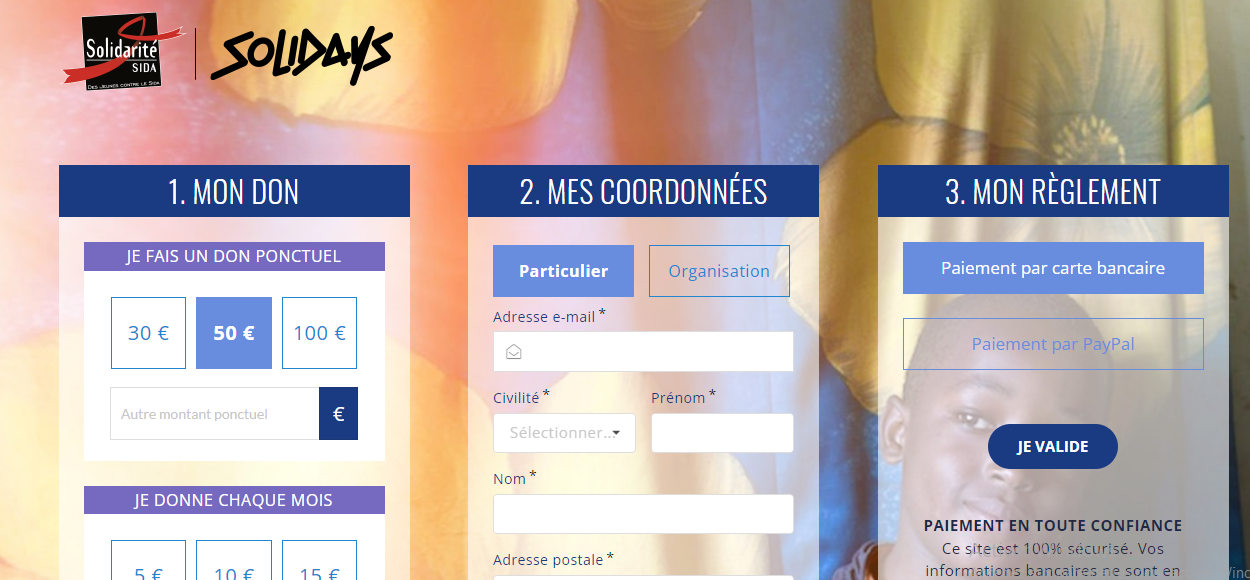 Solidarité
SIDA
DES JEUNES CONTRE LE SIDA
SOLIDAYS
1. MON DON
JE FAIS UN DON PONCTUEL
30 €
50 €
100 €
Autre montant ponctuel
€
JE DONNE CHAQUE MOIS
5 €
10 €
15 €
2. MES COORDONNÉES
Particulier
Organisation
Adresse e-mail *
Civilité *
Prénom *
Sélectionner...
Nom *
Adresse postale *
3. MON RÈGLEMENT
Paiement par carte bancaire
Paiement par PayPal
JE VALIDE
PAIEMENT EN TOUTE CONFIANCE
Ce site est 100% sécurisé. Vos
informations bancaires ne sont en